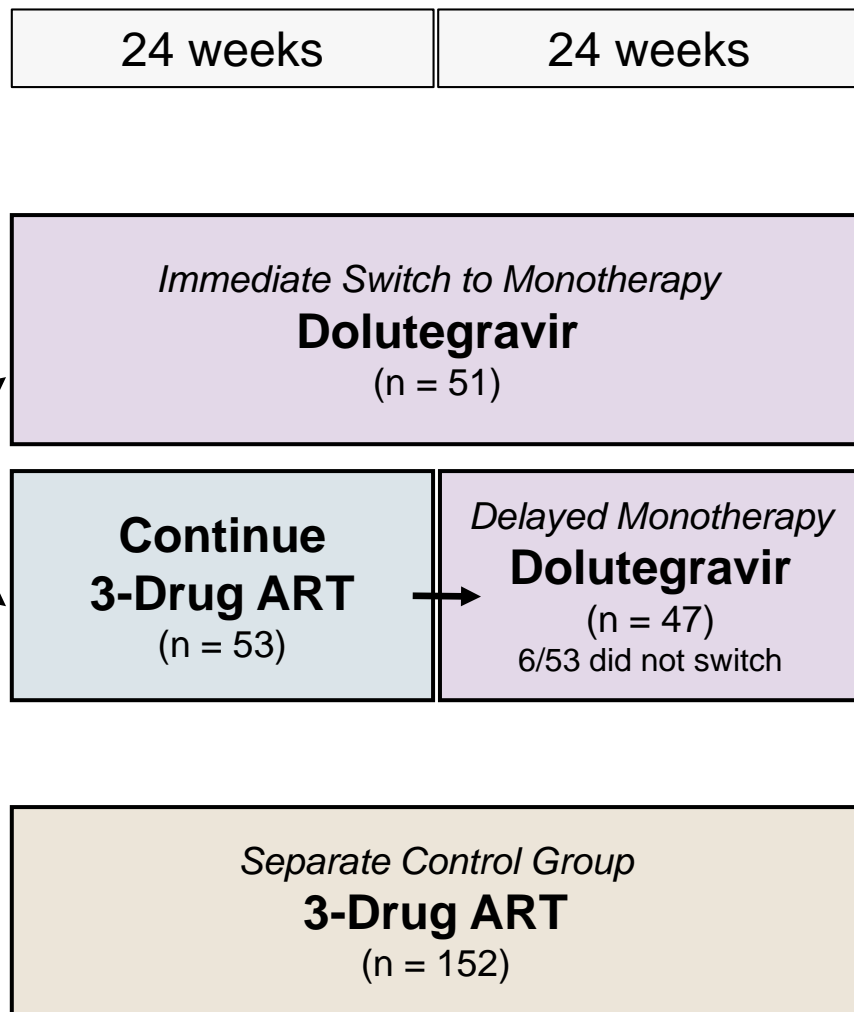 24 weeks
24 weeks
Immediate Switch to Monotherapy
Dolutegravir
(n = 51)
Continue
3-Drug ART
(n = 53)
Delayed Monotherapy
Dolutegravir
(n = 47)
6/53 did not switch
Separate Control Group
3-Drug ART
(n = 152)